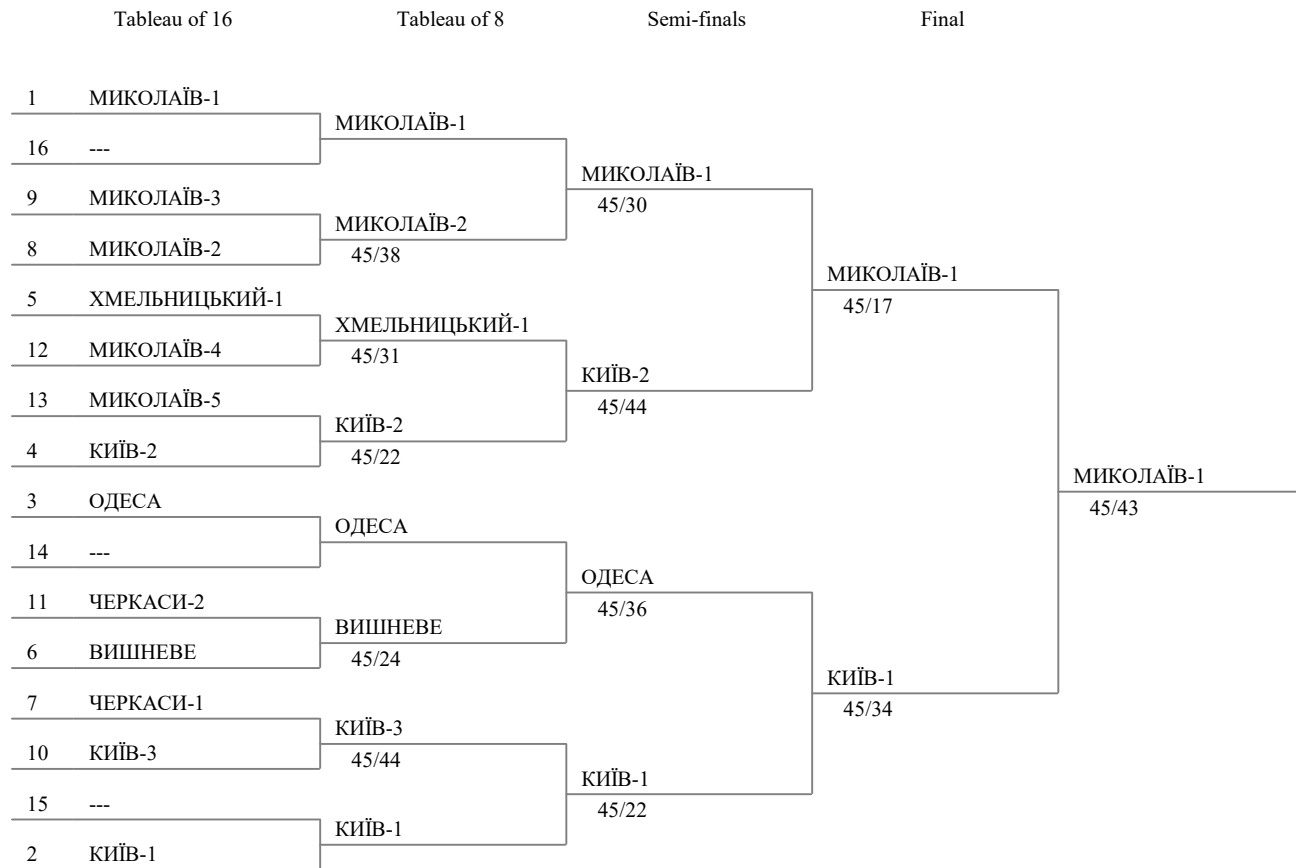 Tableau of 16 Tableau of 8 Semi-finals Final
1 МИКОЛАЇВ-1
МИКОЛАЇВ-1
16 ---
МИКОЛАЇВ-1
45/30
9 МИКОЛАЇВ-3
МИКОЛАЇВ-2
45/38
8 МИКОЛАЇВ-2
МИКОЛАЇВ-1
45/17
5 ХМЕЛЬНИЦЬКИЙ-1
ХМЕЛЬНИЦЬКИЙ-1
45/31
12 МИКОЛАЇВ-4
КИЇВ-2
45/44
13 МИКОЛАЇВ-5
КИЇВ-2
45/22
4 КИЇВ-2
МИКОЛАЇВ-1
45/43
3 ОДЕСА
ОДЕСА
14 ---
ОДЕСА
45/36
11 ЧЕРКАСИ-2
ВИШНЕВЕ
45/24
6 ВИШНЕВЕ
КИЇВ-1
45/34
7 ЧЕРКАСИ-1
КИЇВ-3
45/44
10 КИЇВ-3
КИЇВ-1
45/22
15 ---
КИЇВ-1
2 КИЇВ-1